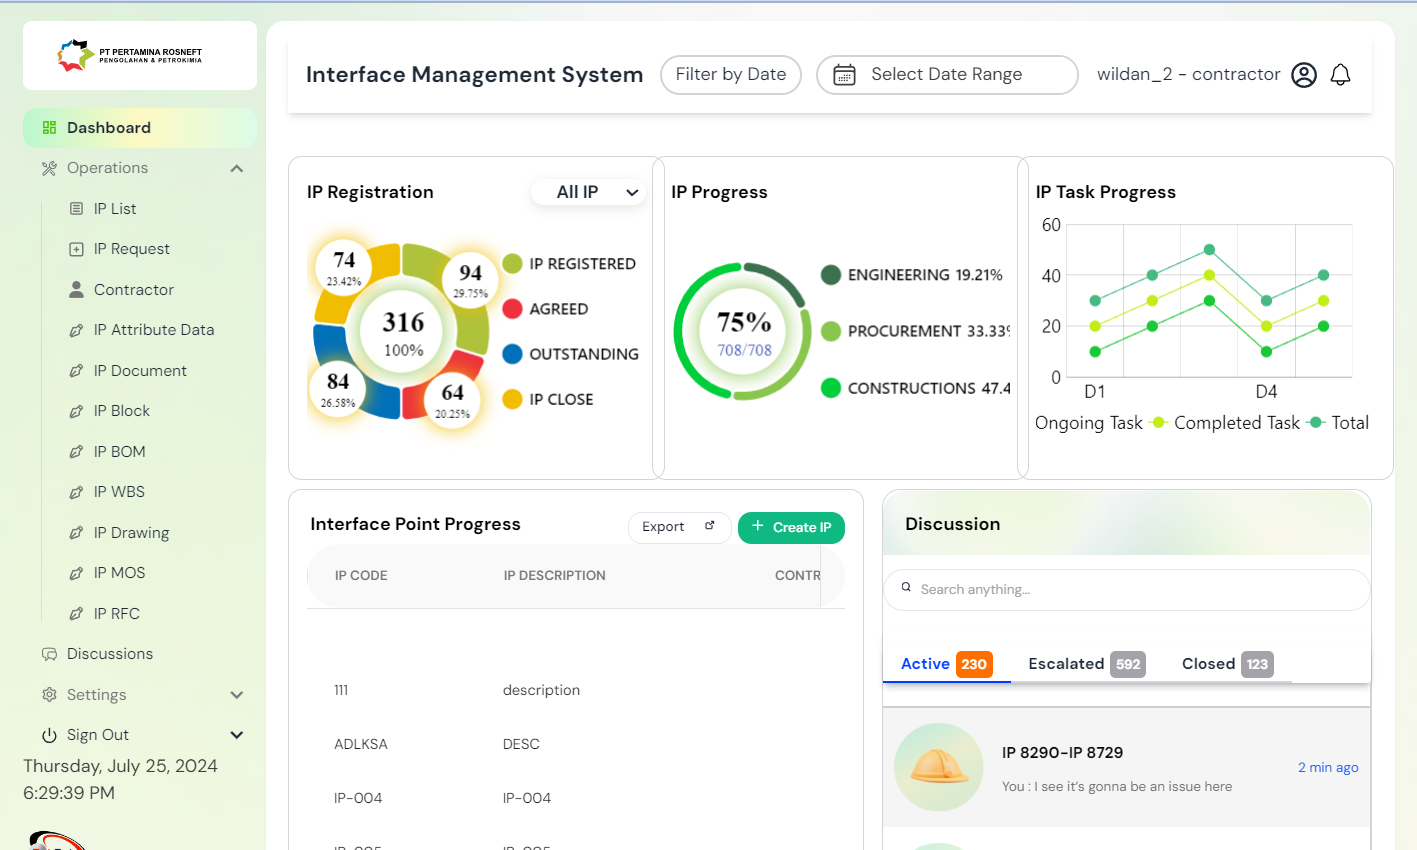 PT PERTAMINA ROSNEFT
PENGOLAHAN & PETROKIMIA
Dashboard
Operations
IP List
IP Request
Contractor
IP Attribute Data
IP Document
IP Block
IP BOM
IP WBS
IP Drawing
IP MOS
IP RFC
Discussions
Settings
Sign Out
Thursday, July 25, 2024
6:29:39 PM
Interface Management System
Filter by Date
Select Date Range
wildan_2 - contractor
IP Registration
All IP
74
23.42%
94
29.75%
316
100%
84
26.58%
64
20.25%
IP REGISTERED
AGREED
OUTSTANDING
IP CLOSE
IP Progress
75%
708/708
ENGINEERING 19.21%
PROCUREMENT 33.33%
CONSTRUCTIONS 47.4
IP Task Progress
60
40
20
0
D1 D4
Ongoing Task Completed Task Total
Interface Point Progress
Export
+ Create IP
IP CODE IP DESCRIPTION CONTR
111 description
ADLKSA DESC
IP-004 IP-004
IP-005 IP-005
Discussion
Search anything...
Active 230 Escalated 592 Closed 123
IP 8290-IP 8729
2 min ago
You : I see it's gonna be an issue here